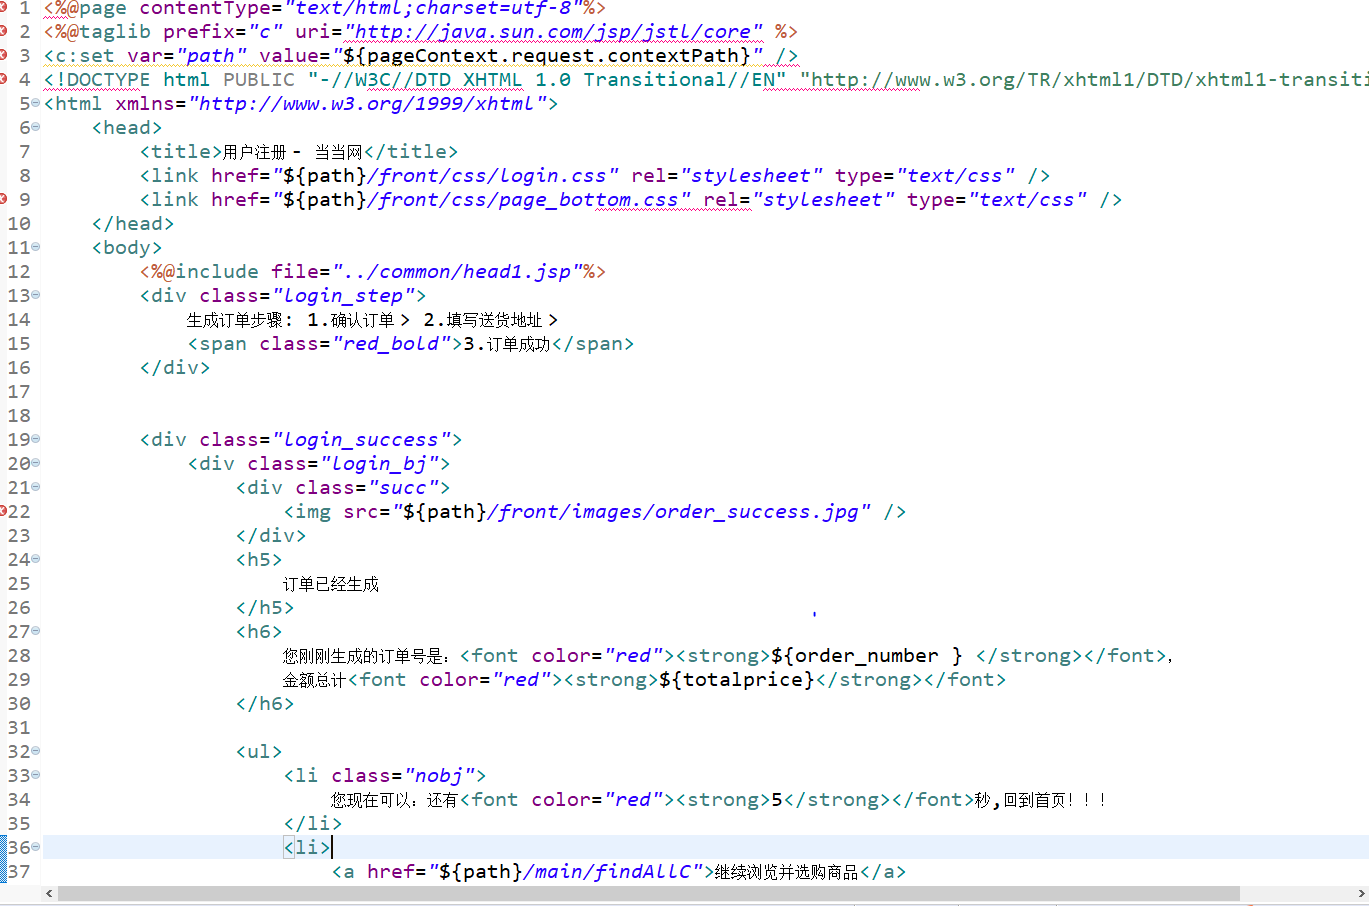 1 <%@page contentType="text/html;charset=utf-8"%>
2 <%@taglib prefix="c" uri="http://java.sun.com/jsp/jstl/core" %>
3 <c:set var="path" value="${pageContext.request.contextPath}" />
4 <!DOCTYPE html PUBLIC "-//W3C//DTD XHTML 1.0 Transitional//EN" "http://www.w3.org/TR/xhtml1/DTD/xhtml1-transiti
5 <html xmlns="http://www.w3.org/1999/xhtml">
6 <head>
7 <title>用户注册 - 当当网</title>
8 <link href="${path}/front/css/login.css" rel="stylesheet" type="text/css" />
9 <link href="${path}/front/css/page_bottom.css" rel="stylesheet" type="text/css" />
10 </head>
11 <body>
12 <%@include file="../common/head1.jsp"%>
13 <div class="login_step">
14 生成订单步骤: 1.确认订单 > 2.填写送货地址 >
15 <span class="red_bold">3.订单成功</span>
16 </div>
17
18
19 <div class="login_success">
20 <div class="login_bj">
21 <div class="succ">
22 <img src="${path}/front/images/order_success.jpg" />
23 </div>
24 <h5>
25 订单已经生成
26 </h5>
27 <h6>
28 您刚刚生成的订单号是：<font color="red"><strong>${order_number } </strong></font>，
29 金额总计<font color="red"><strong>${totalprice}</strong></font>
30 </h6>
31
32 <ul>
33 <li class="nobj">
34 您现在可以：还有<font color="red"><strong>5</strong></font>秒,回到首页！！！
35 </li>
36 <li>
37 <a href="${path}/main/findAllC">继续浏览并选购商品</a>